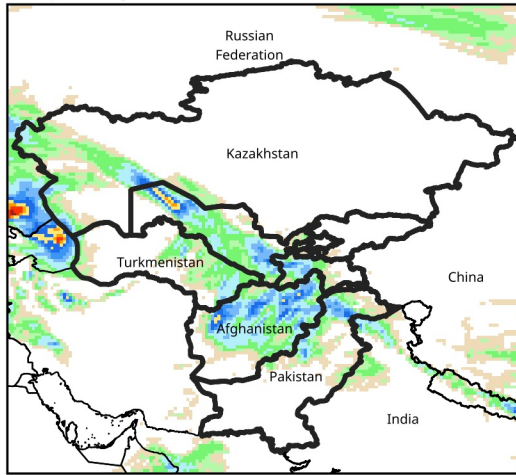 Russian
Federation
Kazakhstan
Turkmenistan
China
Afghanistan
Pakistan
India